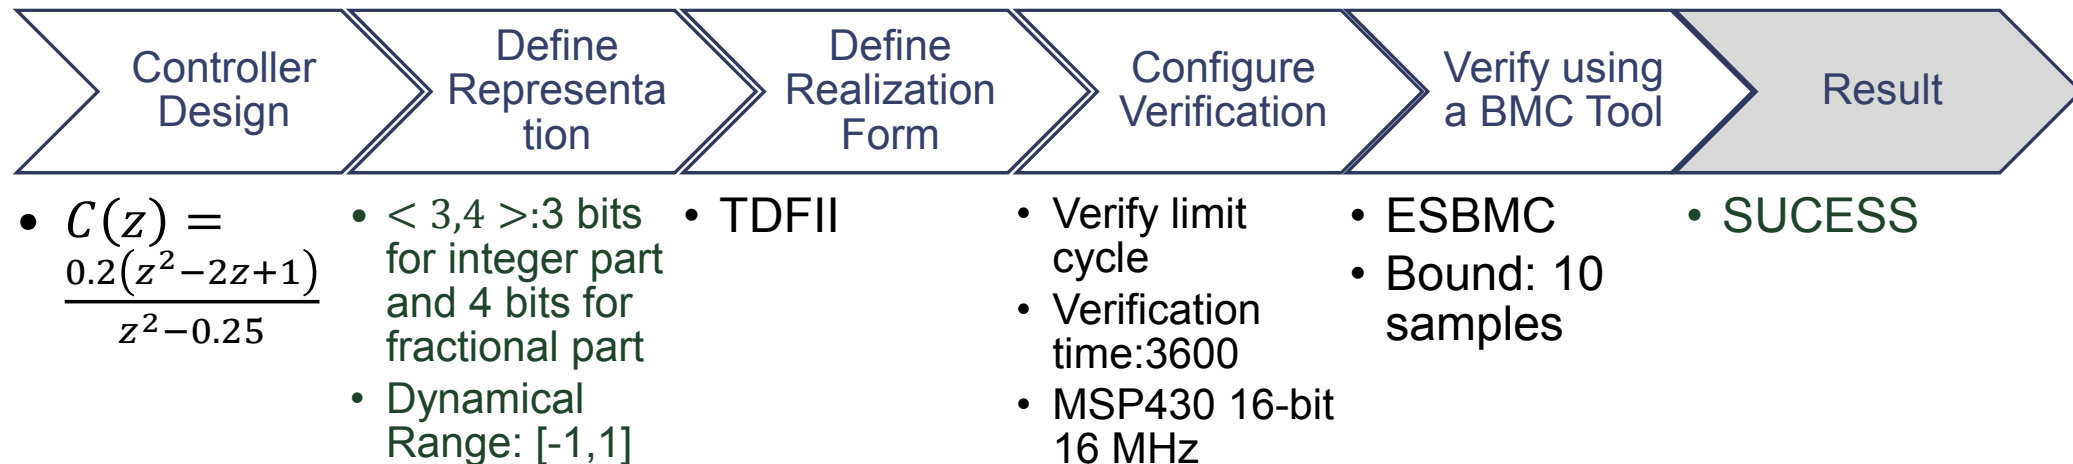 Controller
Design
Define
Representa
tion
Define
Realization
Form
Configure
Verification
Verify using
a BMC Tool
Result
• C(z) =
0.2(z²−2z+1)
z²−0.25
• < 3,4 >:3 bits
for integer part
and 4 bits for
fractional part
• Dynamical
Range: [-1,1]
• TDFII
• Verify limit
cycle
• Verification
time:3600
• MSP430 16-bit
16 MHz
• ESBMC
• Bound: 10
samples
• SUCESS